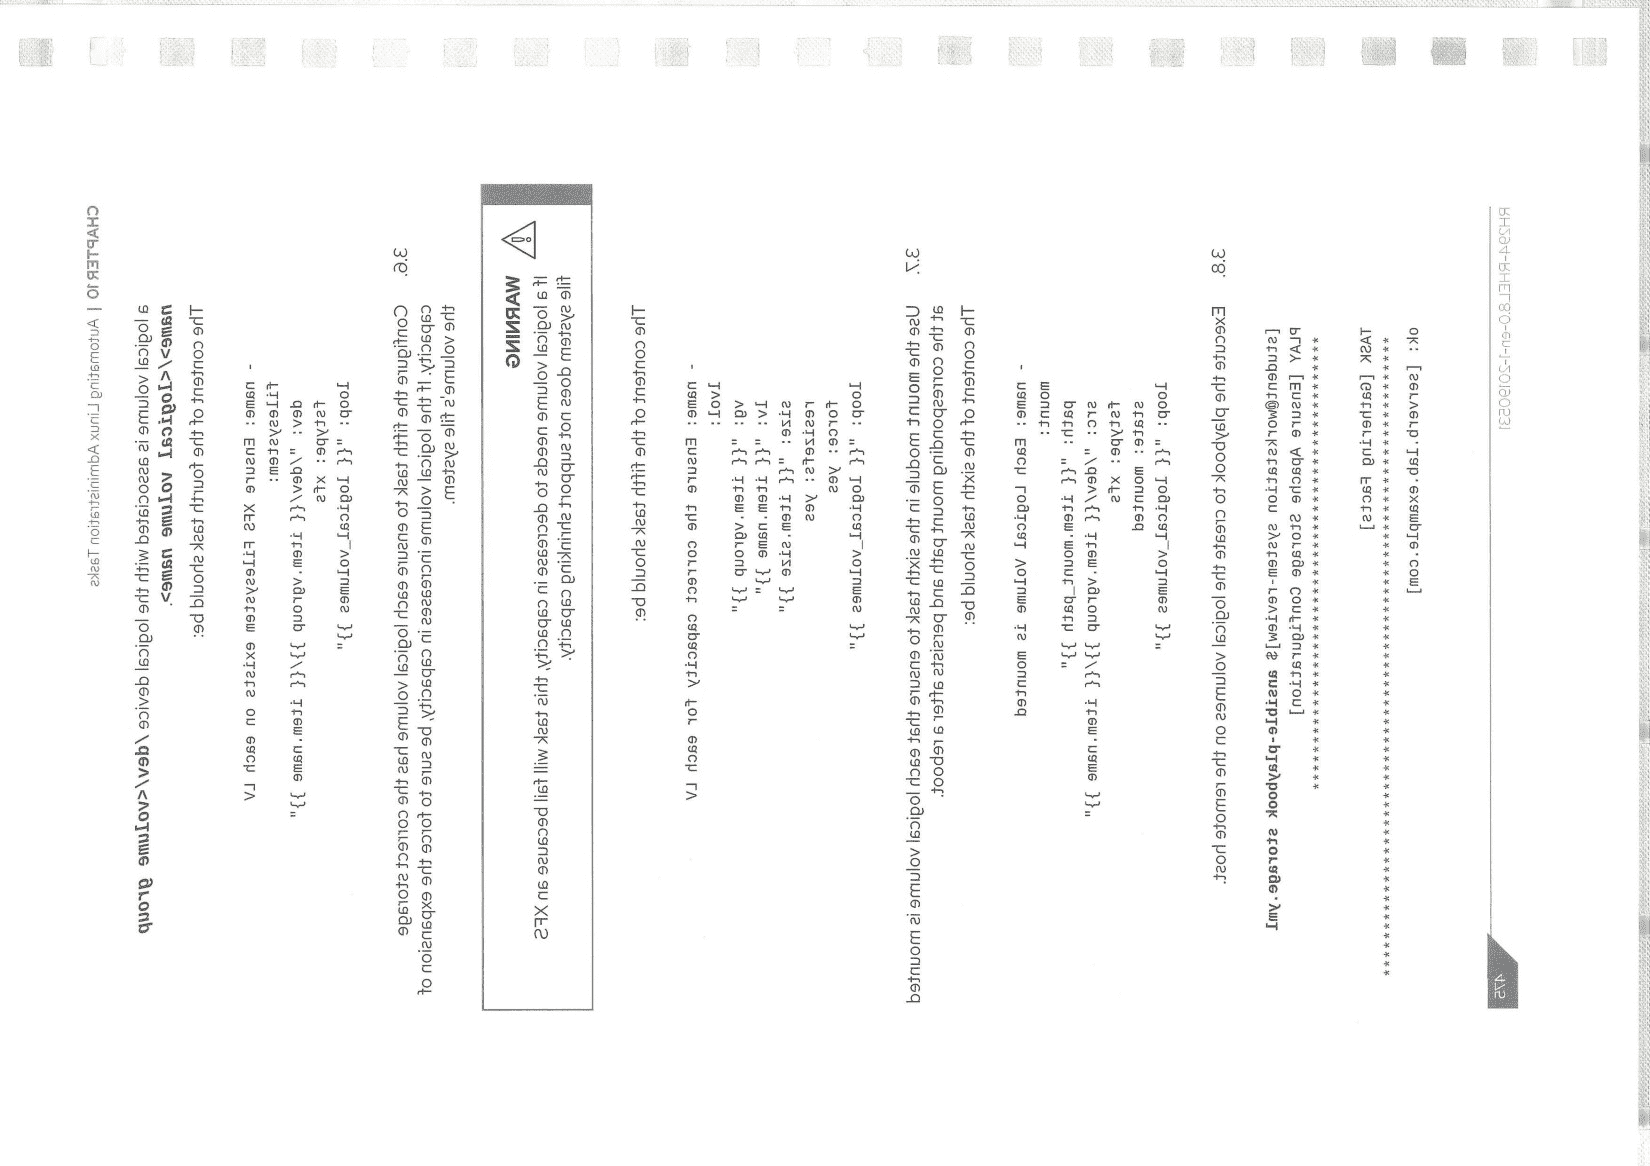 CHAPTER 10 | Automating Linux Administration Tasks
a logical volume is associated with the logical device /dev/<volume group
name>/<logical volume name>.
The content of the fourth task should be:
- name: Ensure XFS Filesystem exists on each LV
filesystem:
dev: "/dev/{{ item.vgroup }}/{{ item.name }}"
fstype: xfs
loop: "{{ logical_volumes }}"
3.6. Configure the fifth task to ensure each logical volume has the correct storage
capacity. If the logical volume increases in capacity, be sure to force the expansion of
the volume's file system.
WARNING
If a logical volume needs to decrease in capacity, this task will fail because an XFS
file system does not support shrinking capacity.
The content of the fifth task should be:
- name: Ensure the correct capacity for each LV
lvol:
vg: "{{ item.vgroup }}"
lv: "{{ item.name }}"
size: "{{ item.size }}"
resizefs: yes
force: yes
loop: "{{ logical_volumes }}"
3.7. Use the mount module in the sixth task to ensure that each logical volume is mounted
at the corresponding mount path and persists after a reboot.
The content of the sixth task should be:
- name: Each Logical Volume is mounted
mount:
path: "{{ item.mount_path }}"
src: "/dev/{{ item.vgroup }}/{{ item.name }}"
fstype: xfs
state: mounted
loop: "{{ logical_volumes }}"
3.8. Execute the playbook to create the logical volumes on the remote host.
[student@workstation system-review]$ ansible-playbook storage.yml
PLAY [Ensure Apache Storage Configuration]
*******************************************************
TASK [Gathering Facts]
******************************************************************************
ok: [serverb.lab.example.com]
RH294-RHEL8.0-en-1-20190531
475